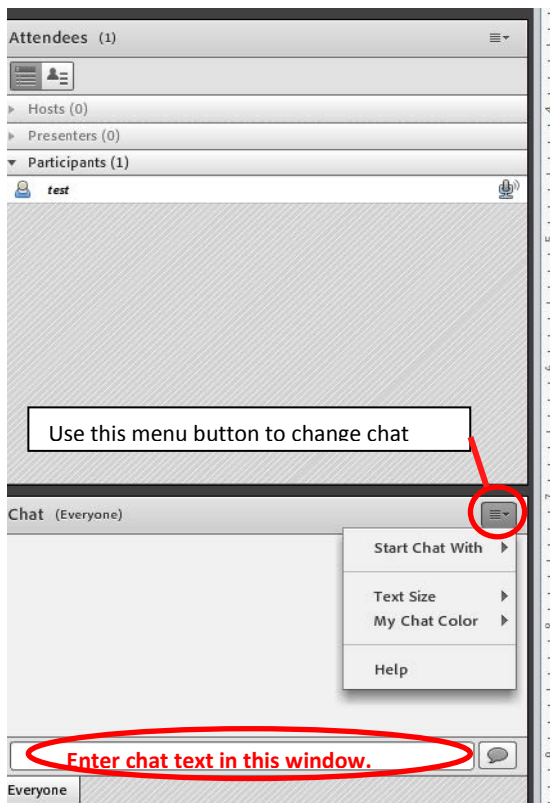 Attendees (1)
Hosts (0)
Presenters (0)
Participants (1)
test
Use this menu button to change chat
Chat (Everyone)
Start Chat With
Text Size
My Chat Color
Help
Enter chat text in this window.
Everyone